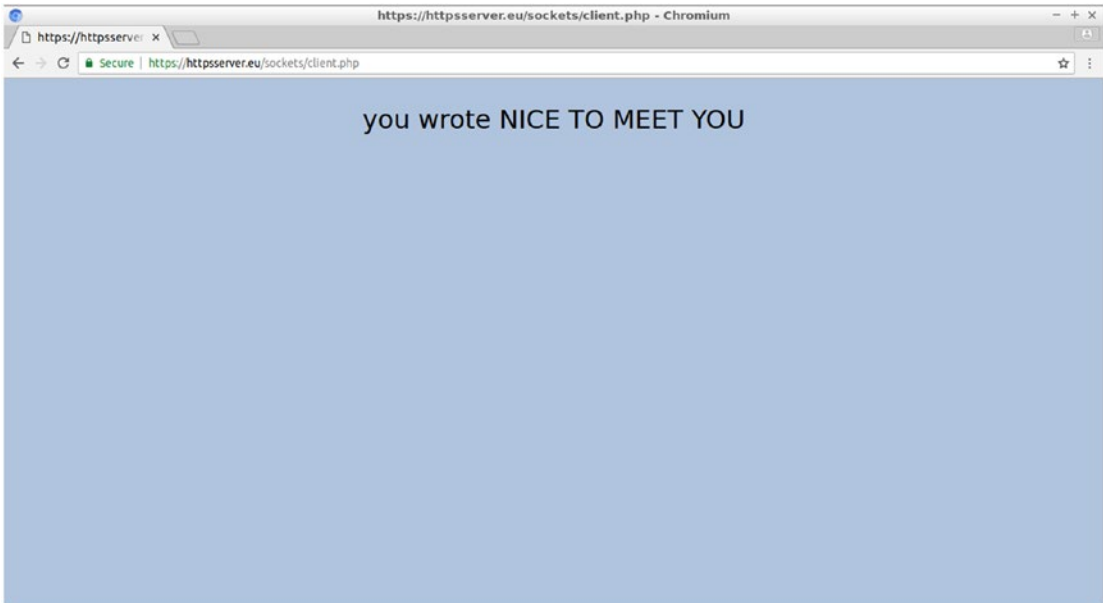 https://httpsserver.eu/sockets/client.php - Chromium
https://httpsserver
Secure | https://httpsserver.eu/sockets/client.php
you wrote NICE TO MEET YOU